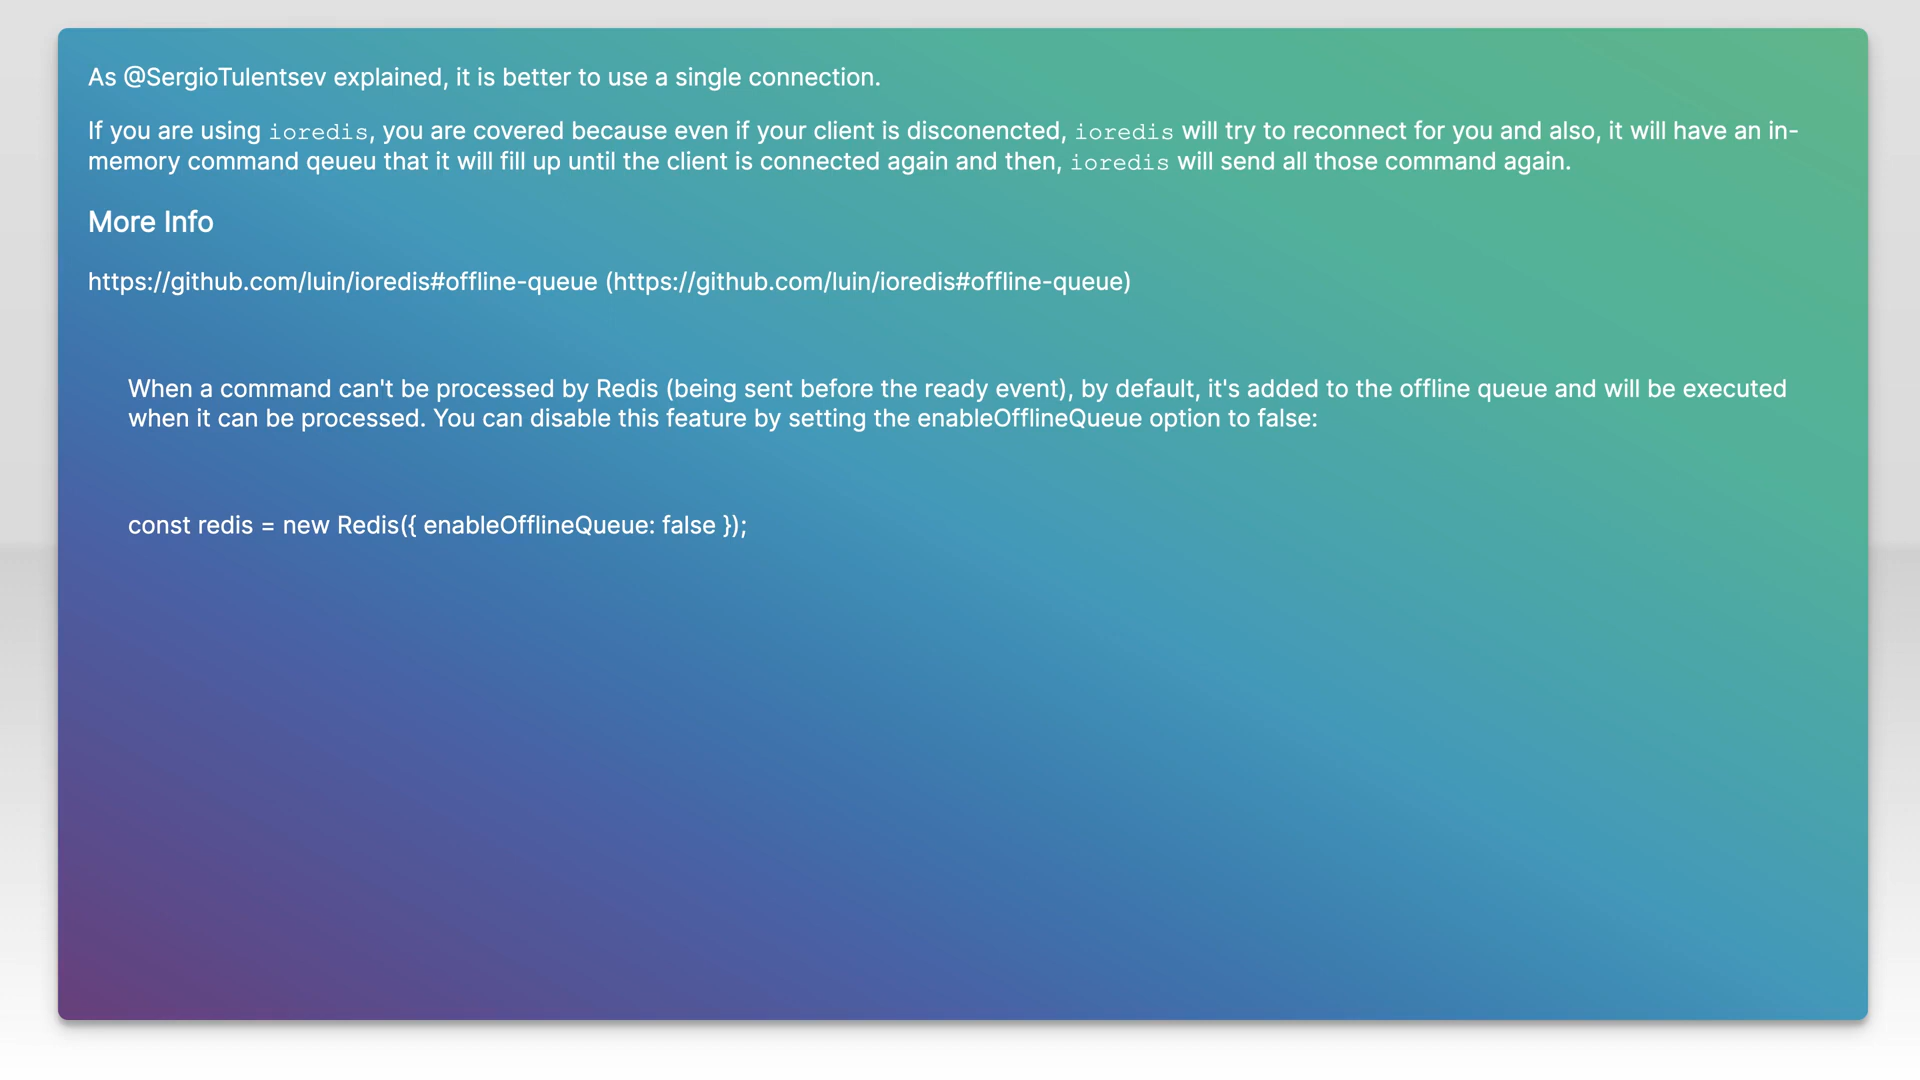 As @SergioTulentsev explained, it is better to use a single connection.
If you are using ioredis, you are covered because even if your client is disconencted, ioredis will try to reconnect for you and also, it will have an in-
memory command qeueu that it will fill up until the client is connected again and then, ioredis will send all those command again.
More Info
https://github.com/luin/ioredis#offline-queue (https://github.com/luin/ioredis#offline-queue)
When a command can't be processed by Redis (being sent before the ready event), by default, it's added to the offline queue and will be executed
when it can be processed. You can disable this feature by setting the enableOfflineQueue option to false:
const redis = new Redis({ enableOfflineQueue: false });